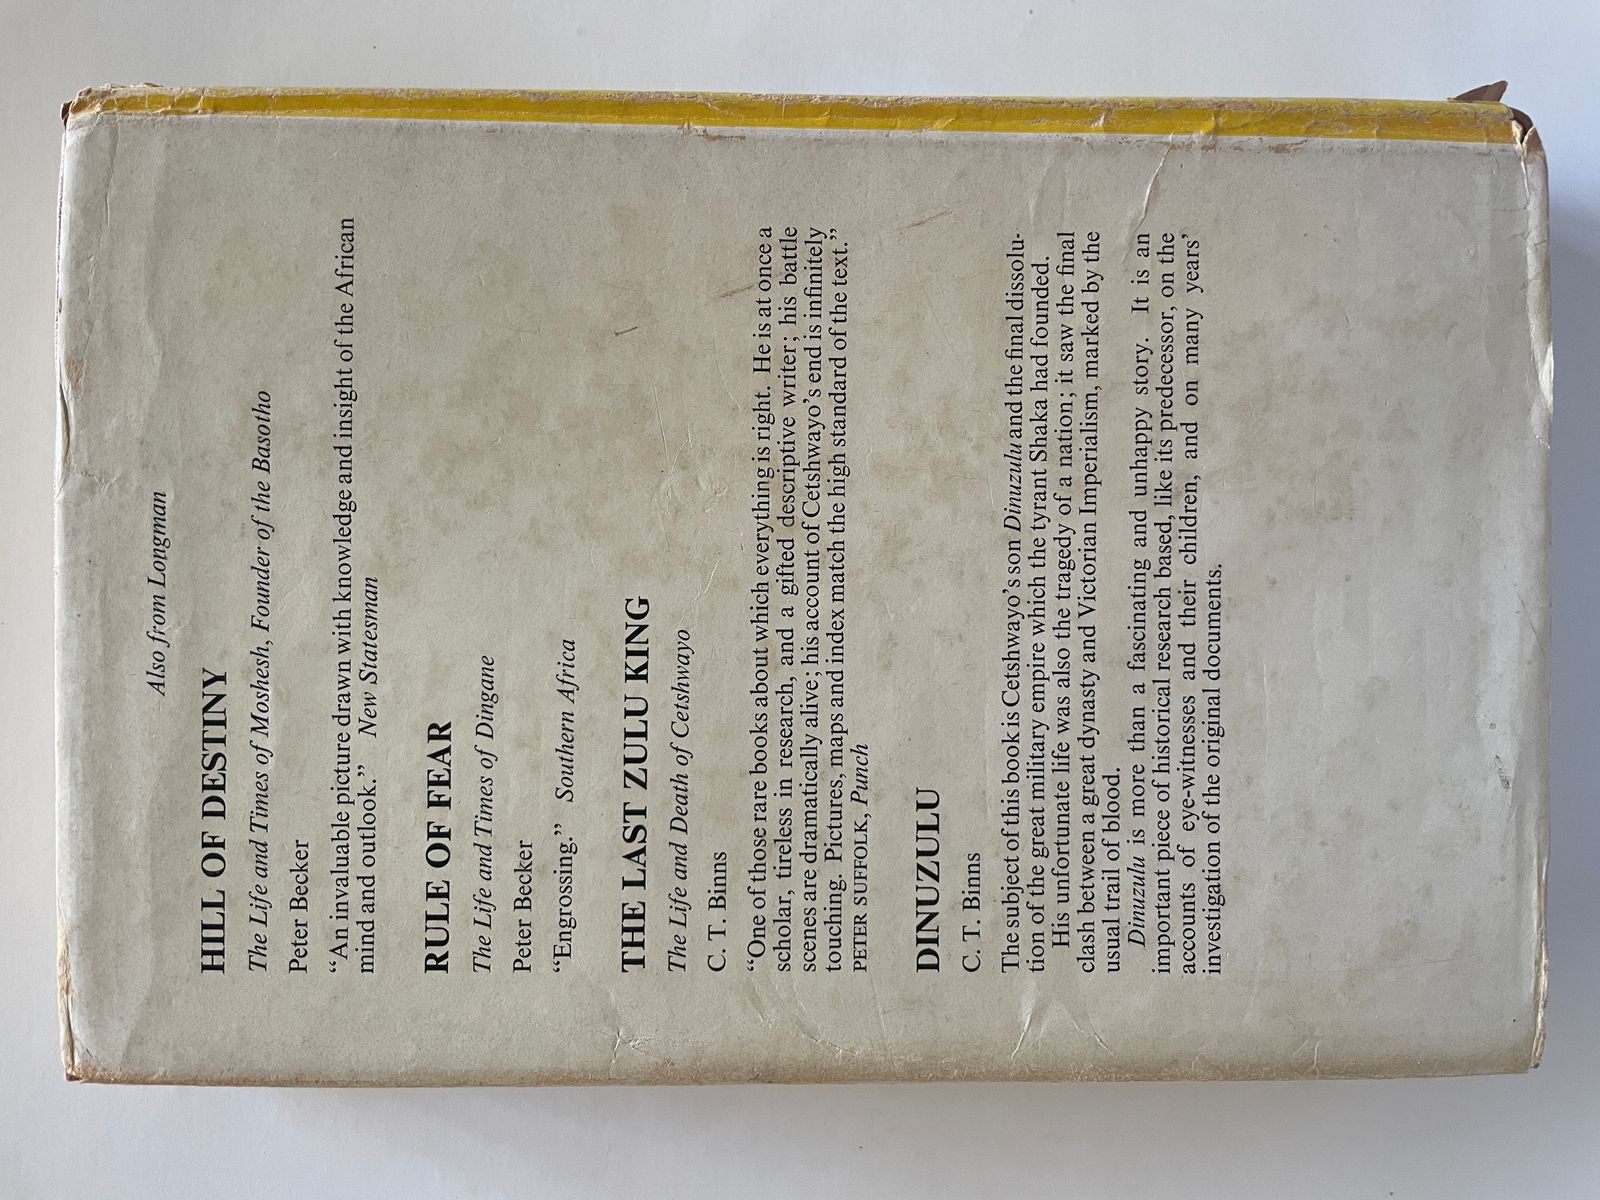 Also from Longman
HILL OF DESTINY
The Life and Times of Moshesh, Founder of the Basotho
Peter Becker
“An invaluable picture drawn with knowledge and insight of the African
mind and outlook.” New Statesman
RULE OF FEAR
The Life and Times of Dingane
Peter Becker
“Engrossing.” Southern Africa
THE LAST ZULU KING
The Life and Death of Cetshwayo
C. T. Binns
“One of those rare books about which everything is right. He is at once a
scholar, tireless in research, and a gifted descriptive writer; his battle
scenes are dramatically alive; his account of Cetshwayo’s end is infinitely
touching. Pictures, maps and index match the high standard of the text.”
PETER SUFFOLK, Punch
DINUZULU
C. T. Binns
The subject of this book is Cetshwayo’s son Dinuzulu and the final dissolu-
tion of the great military empire which the tyrant Shaka had founded.
His unfortunate life was also the tragedy of a nation; it saw the final
clash between a great dynasty and Victorian Imperialism, marked by the
usual trail of blood.
Dinuzulu is more than a fascinating and unhappy story. It is an
important piece of historical research based, like its predecessor, on the
accounts of eye-witnesses and their children, and on many years’
investigation of the original documents.